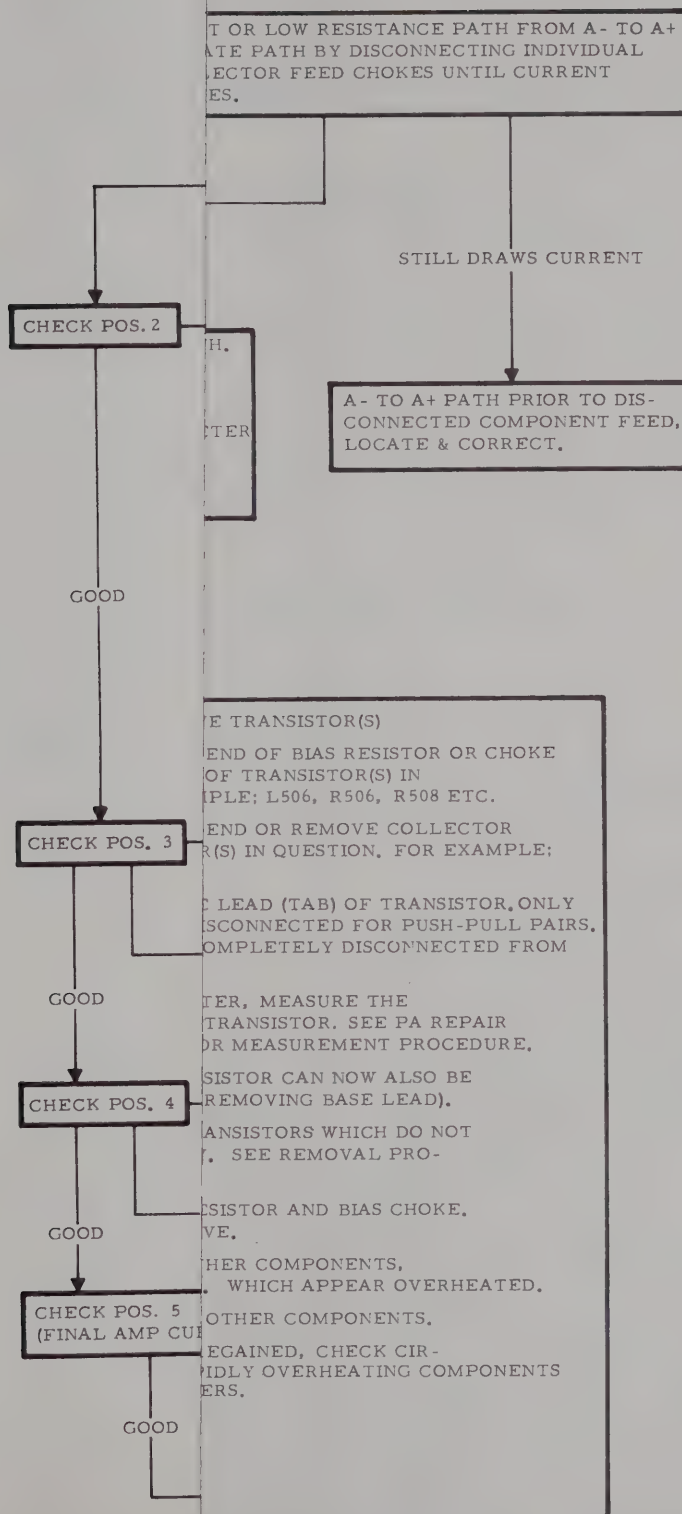 T OR LOW RESISTANCE PATH FROM A- TO A+
ATE PATH BY DISCONNECTING INDIVIDUAL
ECTOR FEED CHOKES UNTIL CURRENT
ES.
STILL DRAWS CURRENT
CHECK POS. 2
H.
CTER
A- TO A+ PATH PRIOR TO DIS-
CONNECTED COMPONENT FEED,
LOCATE & CORRECT.
GOOD
E TRANSISTOR(S)
END OF BIAS RESISTOR OR CHOKE
OF TRANSISTOR(S) IN
PLE; L506, R506, R508 ETC.
CHECK POS. 3
END OR REMOVE COLLECTOR
R(S) IN QUESTION. FOR EXAMPLE;
C LEAD (TAB) OF TRANSISTOR. ONLY
SCONNECTED FOR PUSH-PULL PAIRS.
OMPLETELY DISCONNECTED FROM
GOOD
TER, MEASURE THE
TRANSISTOR. SEE PA REPAIR
OR MEASUREMENT PROCEDURE.
CHECK POS. 4
SISTOR CAN NOW ALSO BE
REMOVING BASE LEAD).
ANSISTORS WHICH DO NOT
. SEE REMOVAL PRO-
GOOD
SISTOR AND BIAS CHOKE.
VE.
HER COMPONENTS,
. WHICH APPEAR OVERHEATED.
CHECK POS. 5
(FINAL AMP CU
OTHER COMPONENTS.
EGAINED, CHECK CIR-
IDLY OVERHEATING COMPONENTS
ERS.
GOOD